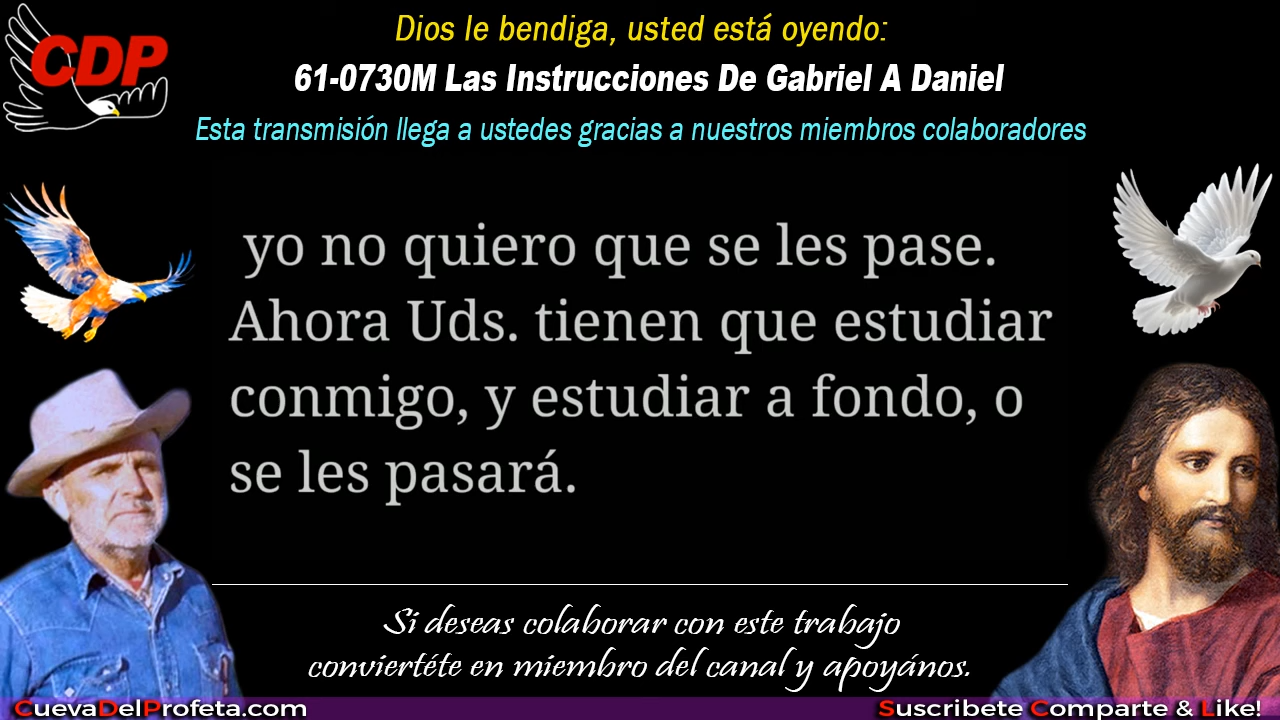 CDP
Dios le bendiga, usted está oyendo:
61-0730M Las Instrucciones De Gabriel A Daniel
Esta transmisión llega a ustedes gracias a nuestros miembros colaboradores
yo no quiero que se les pase.
Ahora Uds. tienen que estudiar
conmigo, y estudiar a fondo, o
se les pasará.
Si deseas colaborar con este trabajo
conviertéte en miembro del canal y apoyános.
CuevaDelProfeta.com
Suscribete Comparte & Like!